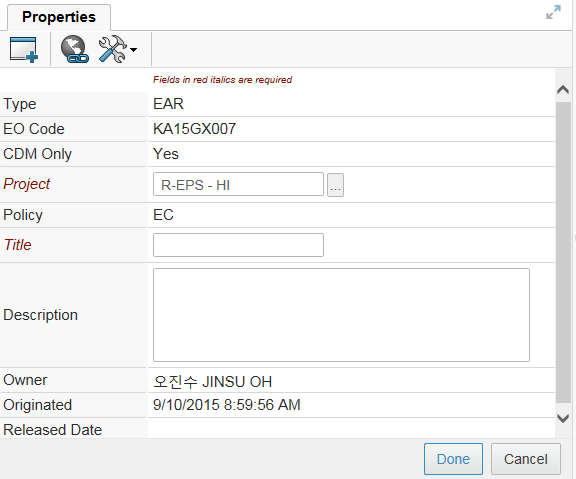 Properties
Fields in red italics are required
Type EAR
EO Code KA15GX007
CDM Only Yes
Project R-EPS - HI ...
Policy EC
Title
Description
Owner 오진수 JINSU OH
Originated 9/10/2015 8:59:56 AM
Released Date
Done Cancel